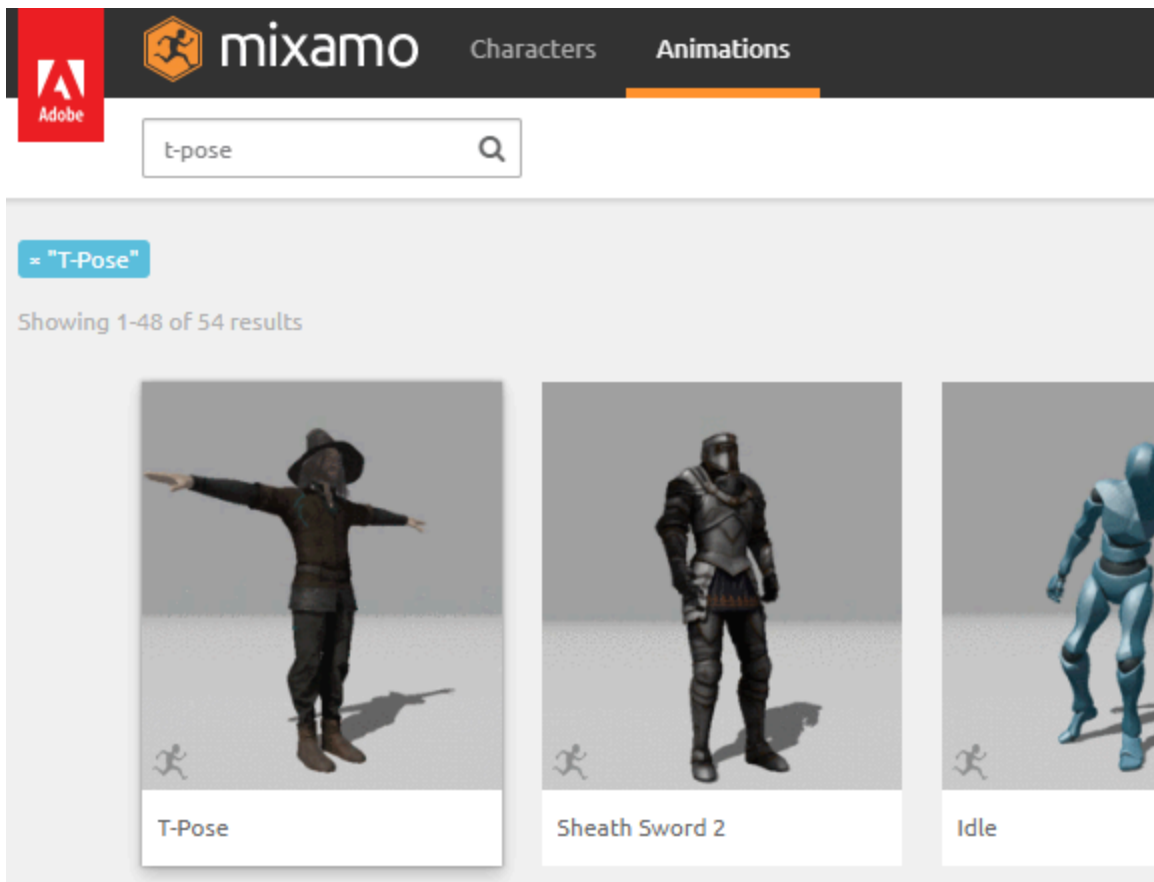 mixamo Characters Animations
Adobe
t-pose
× "T-Pose"
Showing 1-48 of 54 results
T-Pose Sheath Sword 2 Idle